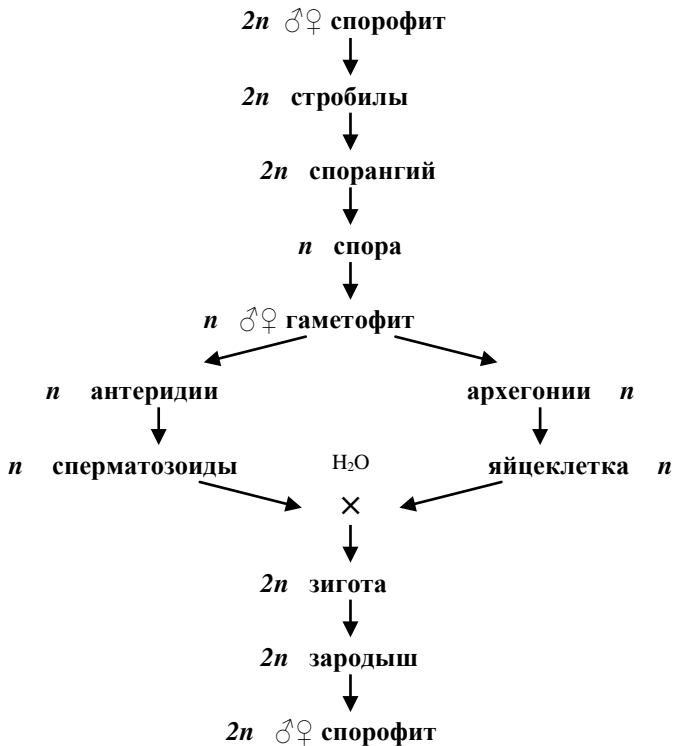 2n ♂♀ спорофит
2n стробилы
2n спорангий
n спора
n ♂♀ гаметофит
n антеридии архегонии n
n сперматозоиды H₂O яйцеклетка n
×
2n зигота
2n зародыш
2n ♂♀ спорофит